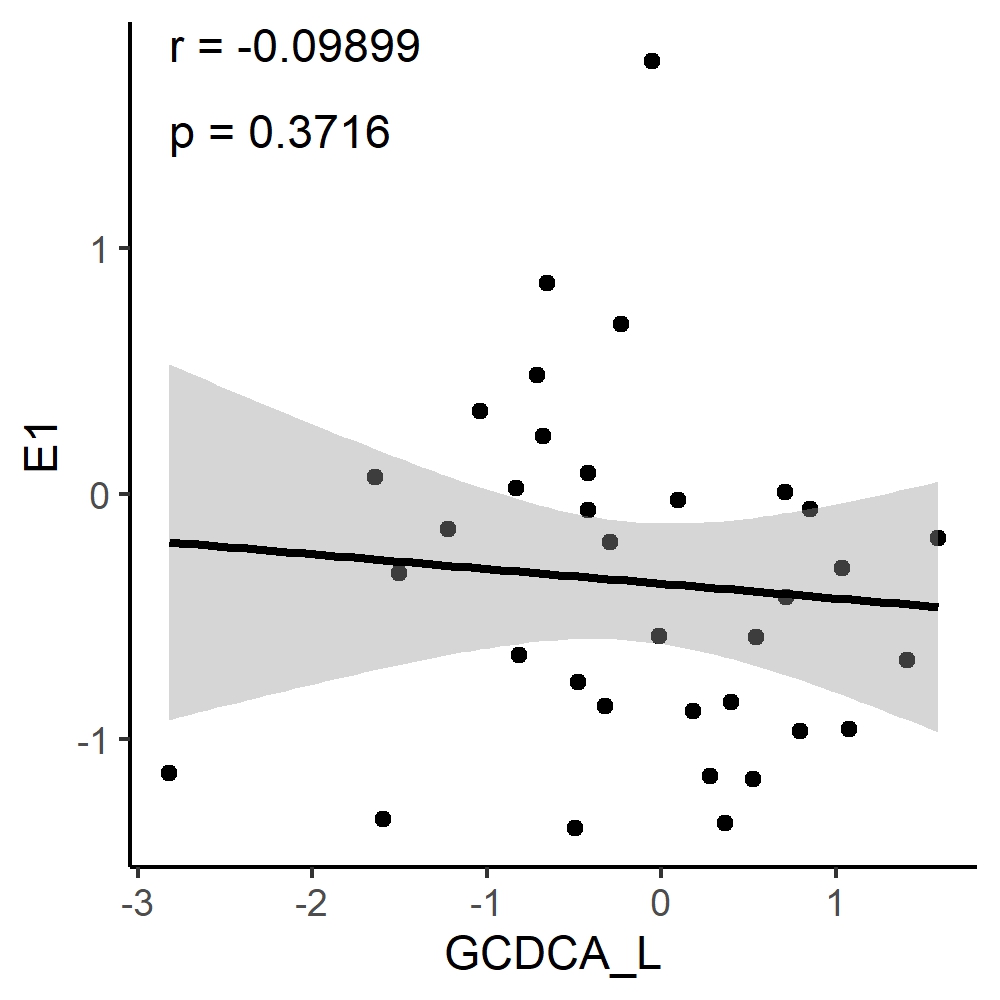 r = -0.09899
p = 0.3716
1
0
-1
E1
-3 -2 -1 0 1
GCDCA_L